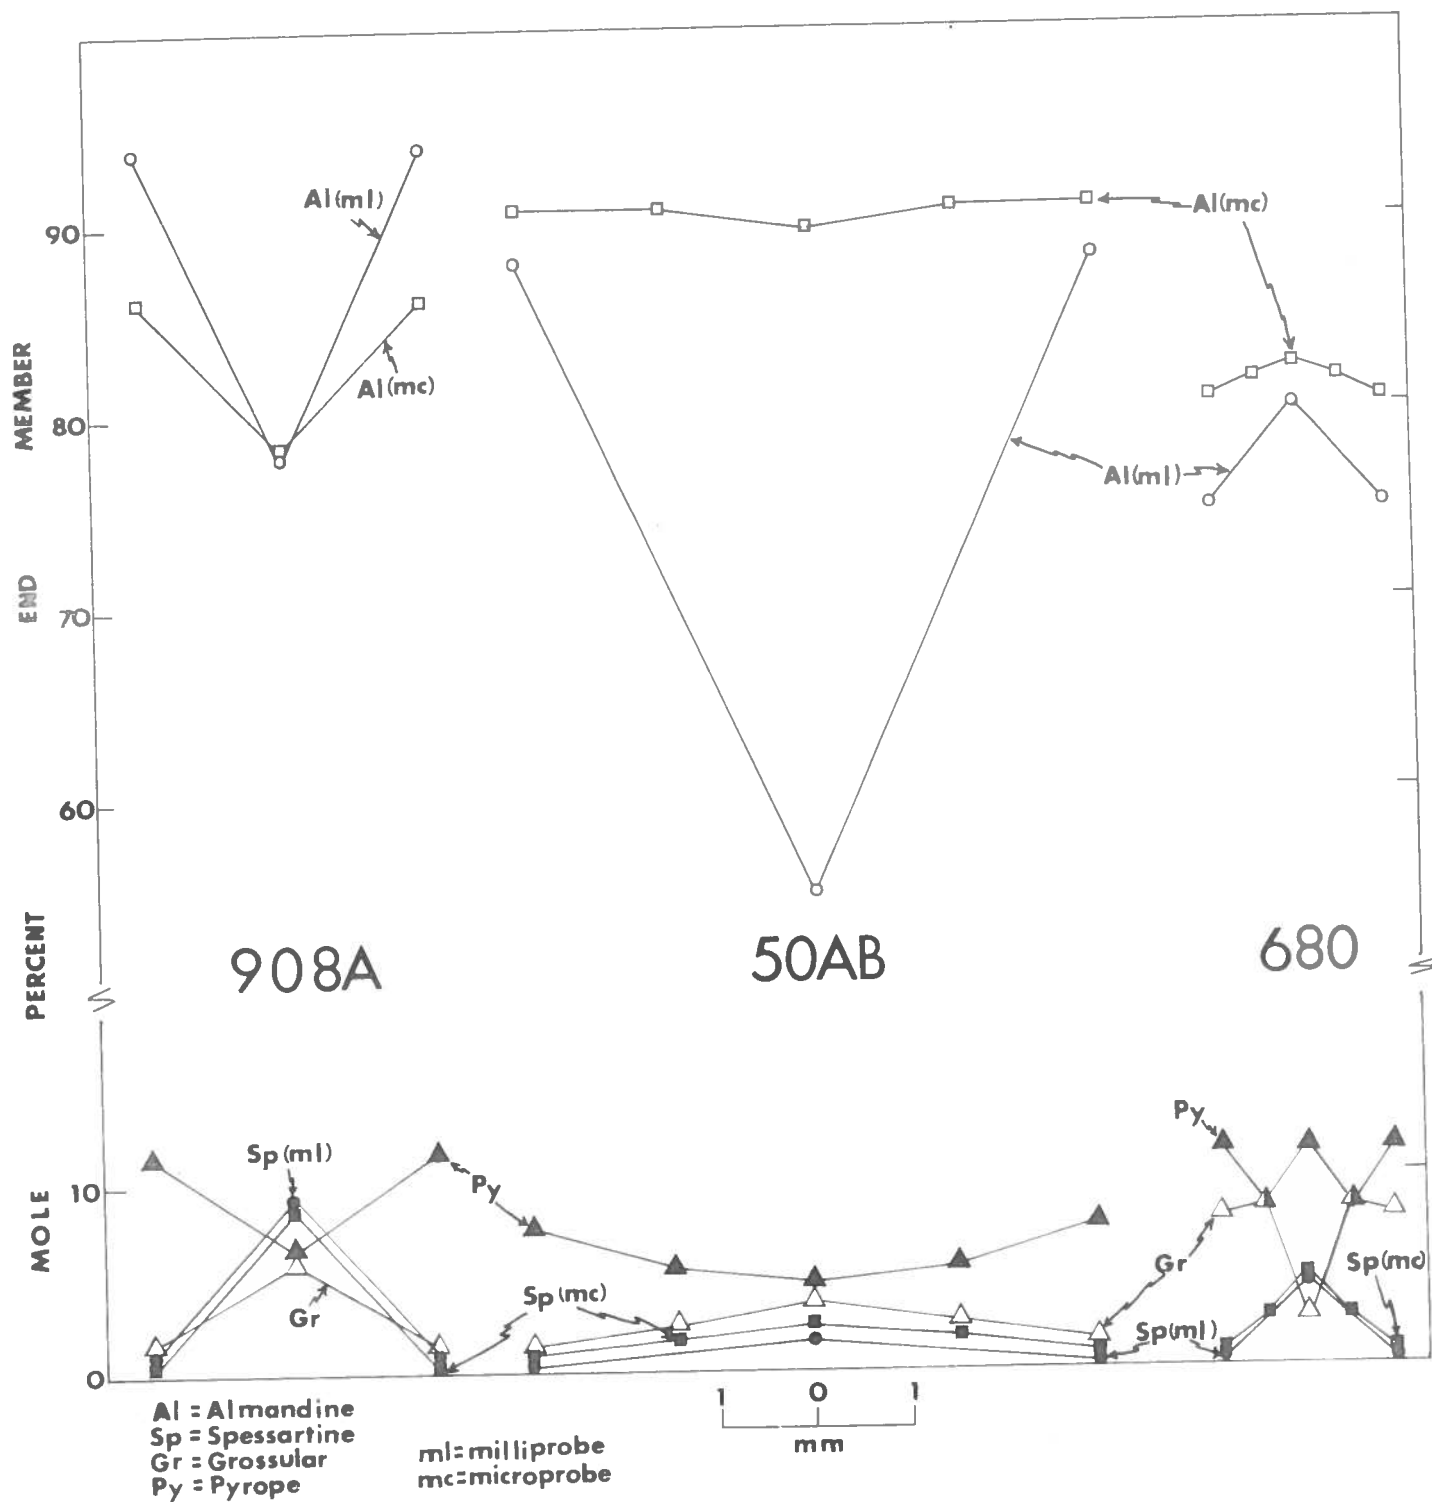 Al(ml)
Al(mc)
90
Al(mc)
80
Al(ml)
70
60
MOLE PERCENT END MEMBER
908A
50AB
680
Py
Sp(ml)
10
Py
Gr
Sp(mc)
Sp(mc)
Gr
Sp(ml)
0
1 0 1
mm
Al = Almandine
Sp = Spessartine
Gr = Grossular
Py = Pyrope
ml=milliprobe
mc=microprobe